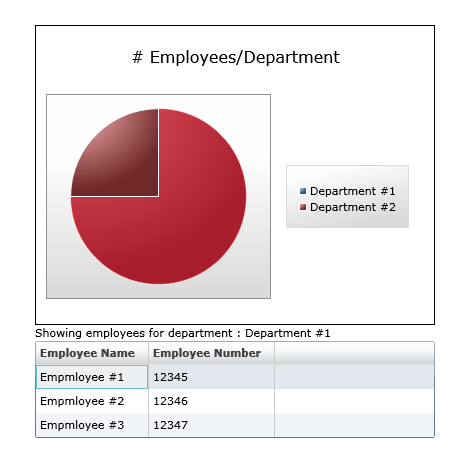 # Employees/Department
Department #1
Department #2
Showing employees for department : Department #1
Employee Name Employee Number
Empmloyee #1 12345
Empmloyee #2 12346
Empmloyee #3 12347